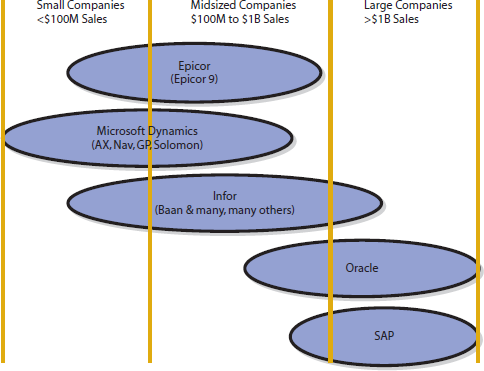 Small Companies
<$100M Sales
Midsized Companies
$100M to $1B Sales
Large Companies
>$1B Sales
Epicor
(Epicor 9)
Microsoft Dynamics
(AX, Nav, GP, Solomon)
Infor
(Baan & many, many others)
Oracle
SAP